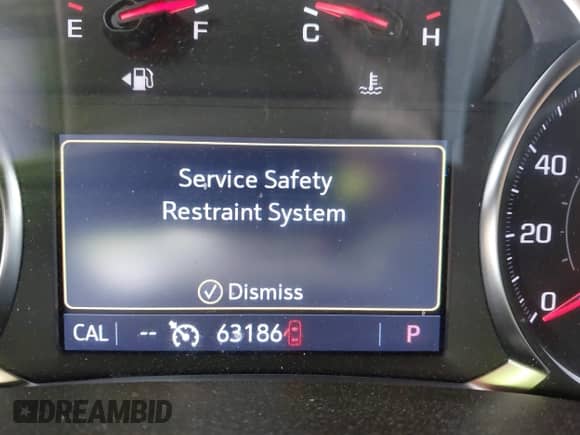 E F C H
Service Safety
Restraint System
Dismiss
CAL -- 63186 P
40
20
0
DREAMBID